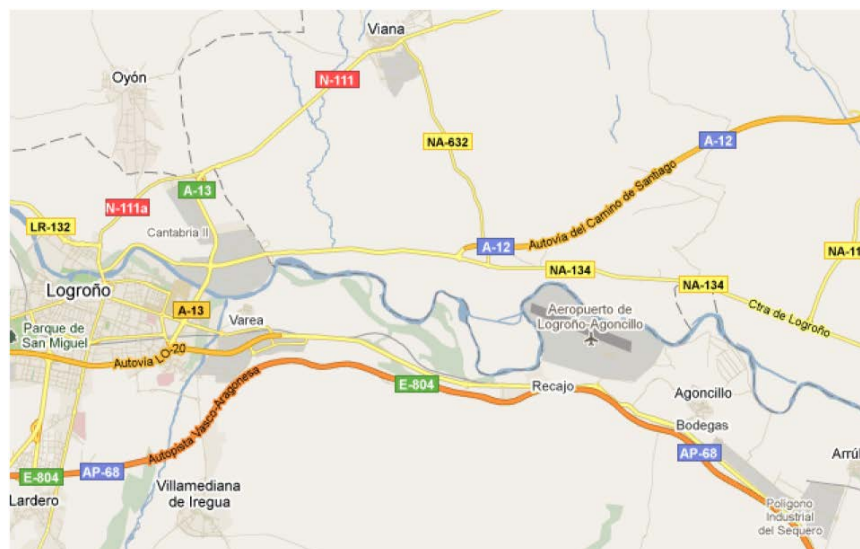 Viana
Oyón
N-111
NA-632
A-12
A-13
N-111a
Autovía del Camino de Santiago
LR-132
Cantabria II
A-12
NA-134
NA-134
NA-11
Logroño
A-13
Aeropuerto de
Logroño-Agoncillo
Ctra de Logroño
Varea
Parque de
San Miguel
Autovía LO-20
E-804
Recajo
Agoncillo
Autopista Vasco-Aragonesa
Bodegas
AP-68
Arrú
E-804
AP-68
Villamediana
de Iregua
Lardero
Polígono
Industrial
del Sequero